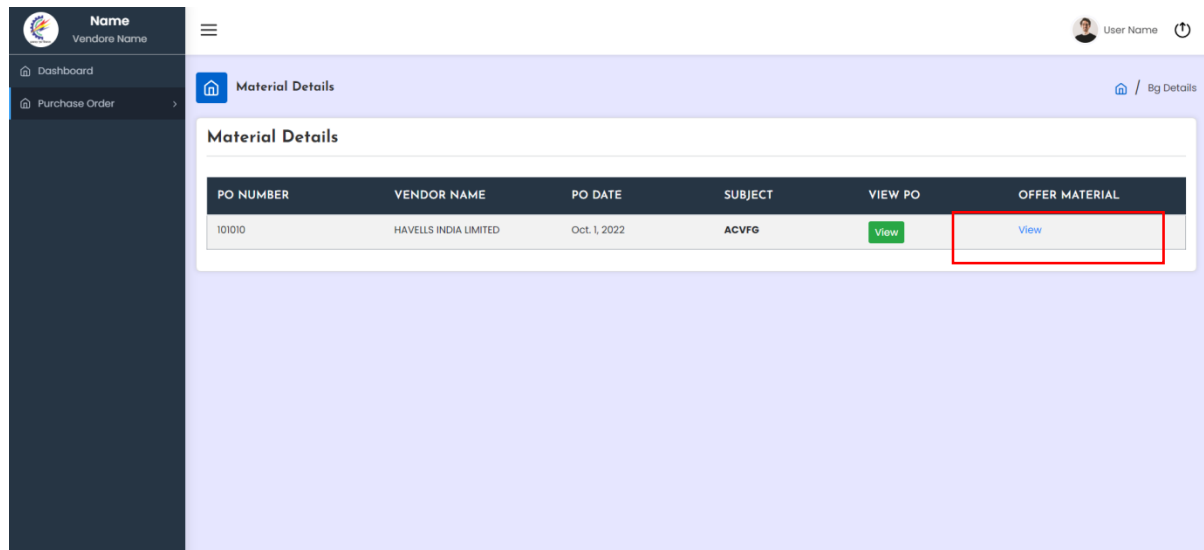 Name
Vendore Name
User Name
Dashboard
Purchase Order
Material Details
/ Bg Details
Material Details
PO NUMBER VENDOR NAME PO DATE SUBJECT VIEW PO OFFER MATERIAL
101010 HAVELLS INDIA LIMITED Oct. 1, 2022 ACVFG View View